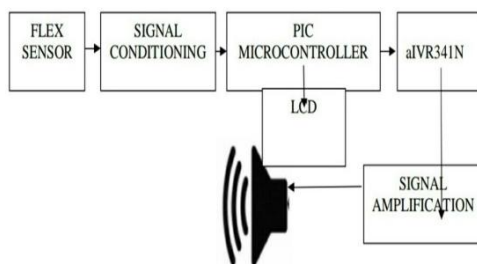 FLEX
SENSOR
SIGNAL
CONDITIONING
PIC
MICROCONTROLLER
aIVR341N
LCD
SIGNAL
AMPLIFICATION